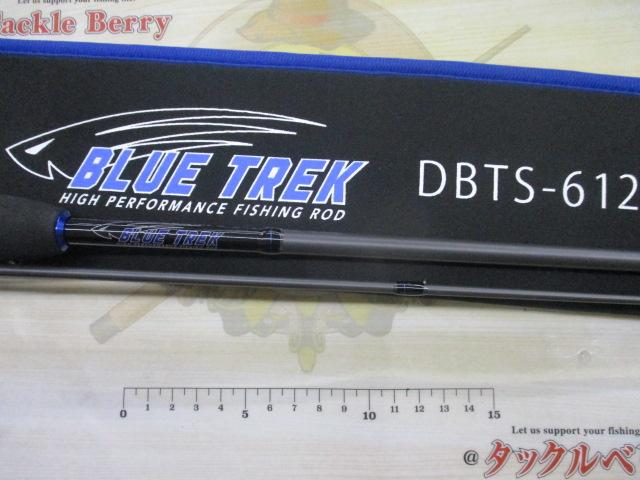 Let us support your fishing life.
Tackle Berry
BLUE TREK
HIGH PERFORMANCE FISHING ROD
DBTS-612
BLUE TREK
0 1 2 3 4 5 6 7 8 9 10 11 12 13 14 15
Let us support your fishing
@タックルベ